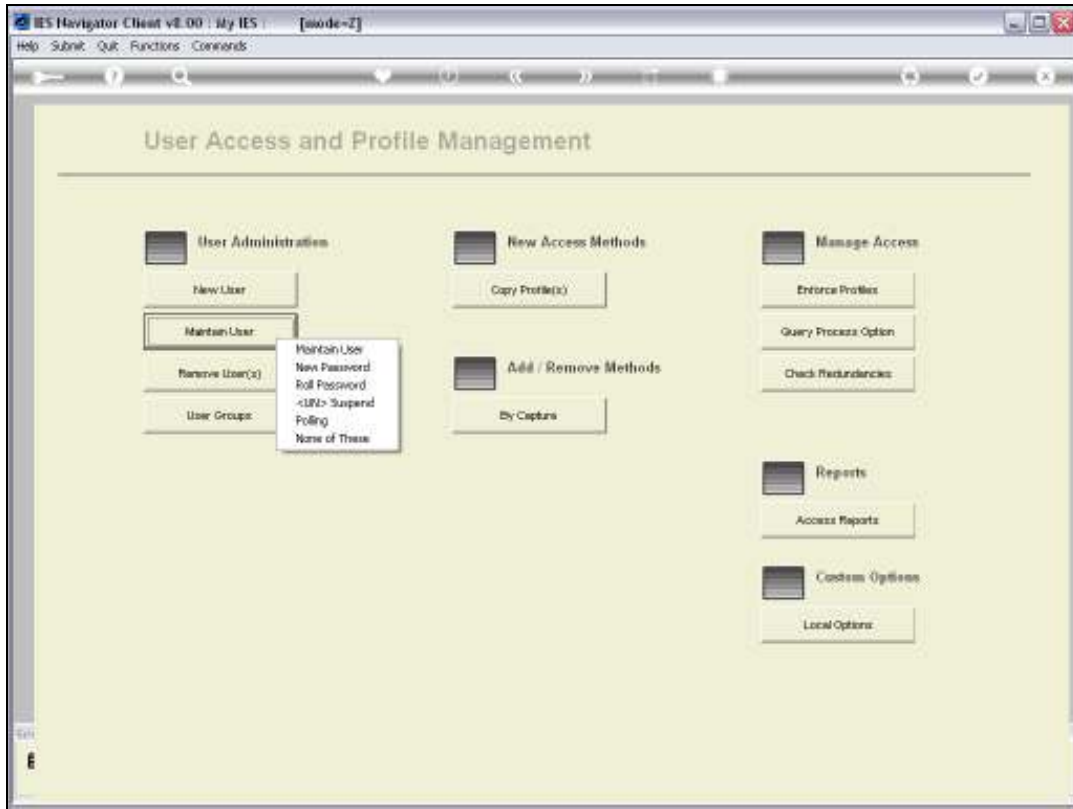 IES Navigator Client v8.00 : My IES : [mode=Z]
Help Submit Quit Functions Commands
User Access and Profile Management
User Administration
New User
Maintain User
Remove User(s)
User Groups
Maintain User
New Password
Roll Password
<UN> Suspend
Polling
None of These
New Access Methods
Copy Profile(s)
Add / Remove Methods
By Capture
Manage Access
Enforce Profiles
Query Process Option
Check Redundancies
Reports
Access Reports
Custom Options
Local Options